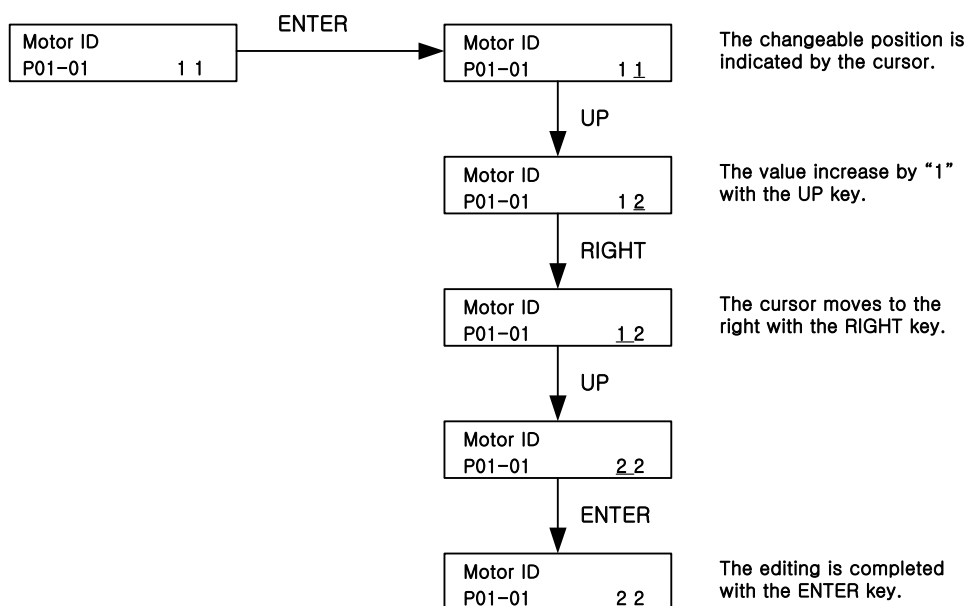 ENTER
Motor ID
P01-01 1 1
Motor ID
P01-01 1 1
The changeable position is
indicated by the cursor.
UP
Motor ID
P01-01 1 2
The value increase by “1”
with the UP key.
RIGHT
Motor ID
P01-01 1 2
The cursor moves to the
right with the RIGHT key.
UP
Motor ID
P01-01 2 2
ENTER
Motor ID
P01-01 2 2
The editing is completed
with the ENTER key.